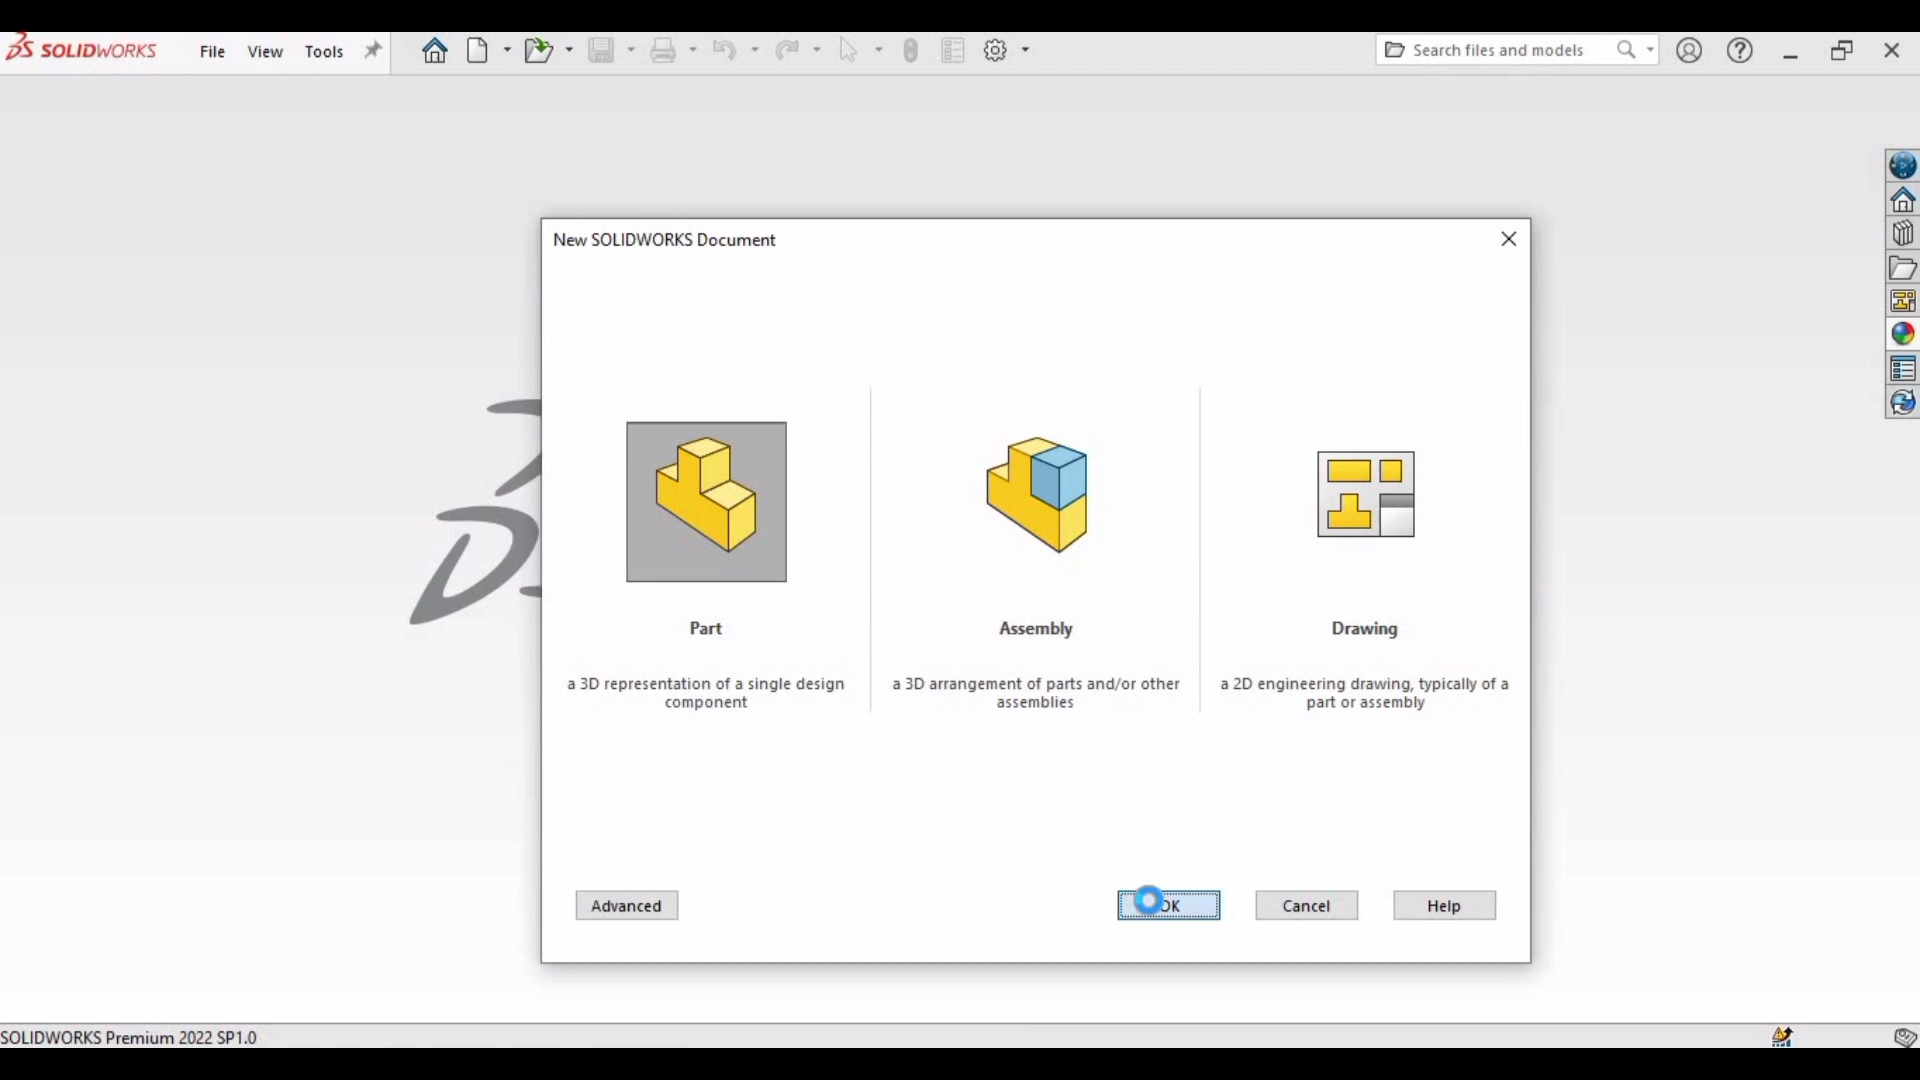 SOLIDWORKS File View Tools Search files and models
New SOLIDWORKS Document
Part
a 3D representation of a single design
component
Assembly
a 3D arrangement of parts and/or other
assemblies
Drawing
a 2D engineering drawing, typically of a
part or assembly
Advanced OK Cancel Help
SOLIDWORKS Premium 2022 SP1.0